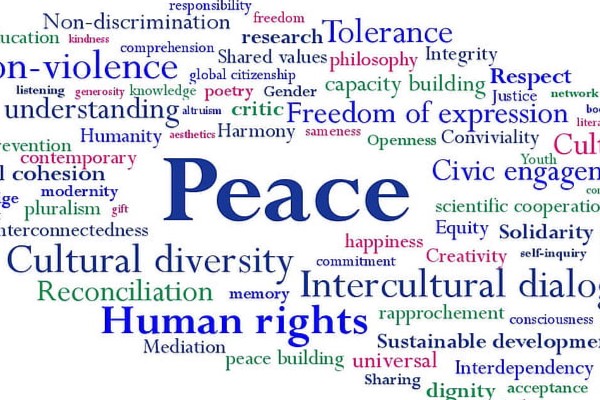 responsibility
Non-discrimination freedom
ucation kindness research Tolerance
comprehension Shared values philosophy Integrity
on-violence global citizenship capacity building Respect
listening generosity knowledge poetry Gender Justice network
understanding altruism critic Freedom of expression
Humanity aesthetics Harmony sameness Openness Conviviality Cult
revention contemporary Youth
l cohesion Peace Civic engagen
ge modernity
pluralism gift scientific cooperatio
nterconnectedness Equity Solidarity
happiness
Cultural diversity commitment Creativity self-inquiry
Reconciliation memory Intercultural dialog
Human rights rapprochement consciousness
Mediation Sustainable developme
peace building universal Interdependency
Sharing dignity acceptance